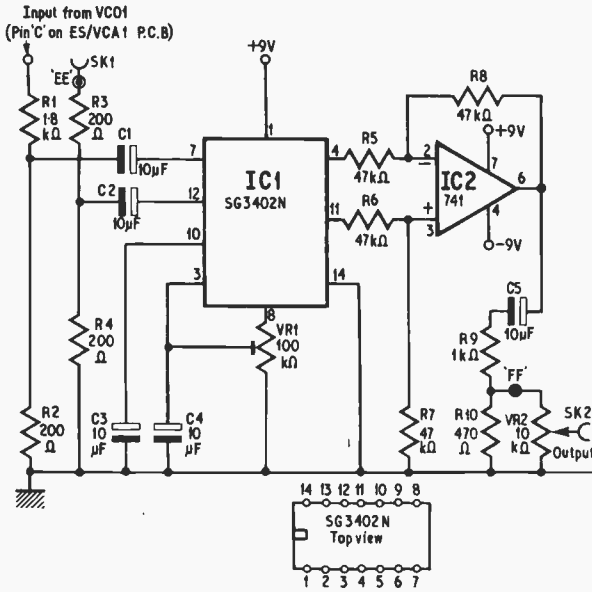 Input from VCO1
(Pin 'C' on ES/VCA1 P.C.B)
SK1
'EE'
+9V
R1
1·8
kΩ
R3
200
Ω
C1
10μF
7
1
4
R5
47kΩ
R8
47kΩ
+9V
2
−
7
IC1
SG3402N
IC2
741
6
C2
10μF
12
11
R6
47kΩ
+
3
4
-9V
10
3
14
8
VR1
100
kΩ
C5
10μF
R4
200
Ω
R9
1kΩ
'FF'
R2
200
Ω
C3
10
μF
C4
10
μF
R7
47
kΩ
R10
470
Ω
VR2
10
kΩ
SK2
Output
14 13 12 11 10 9 8
SG3402N
Top view
1 2 3 4 5 6 7